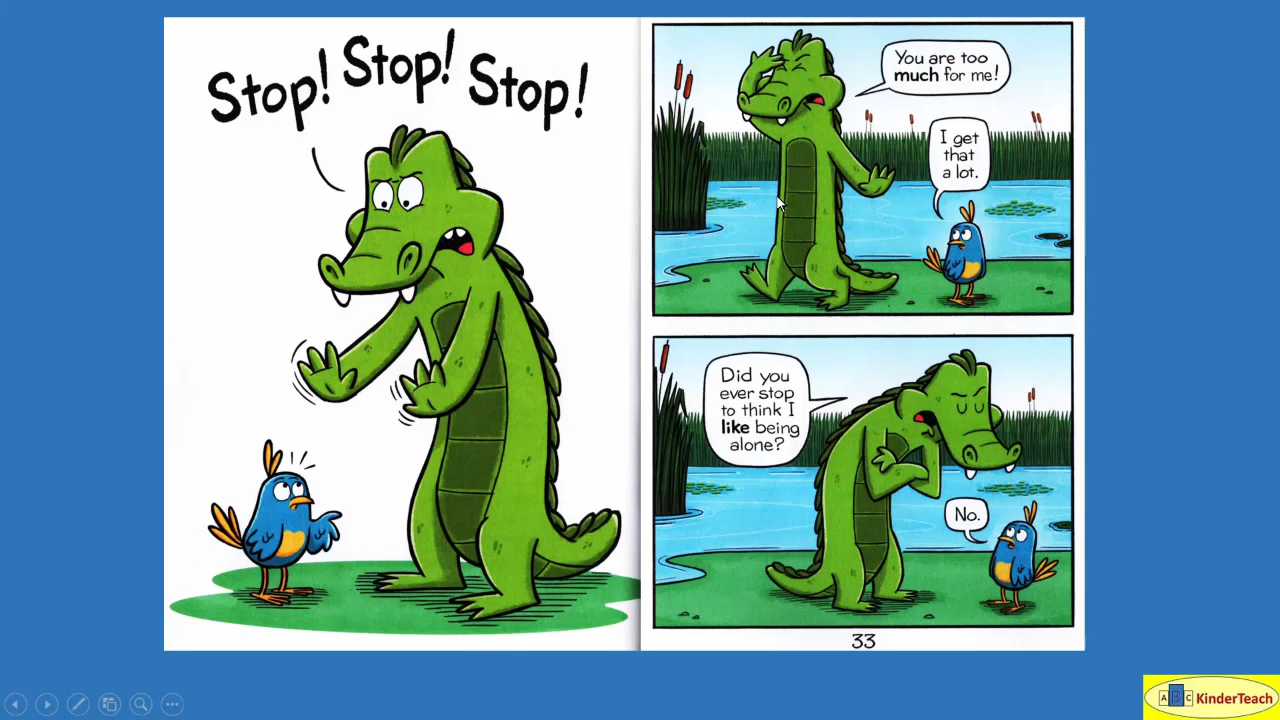 Stop! Stop! Stop!
You are too
much for me!
I get
that
a lot.
Did you
ever stop
to think I
like being
alone?
No.
33
ABC KinderTeach